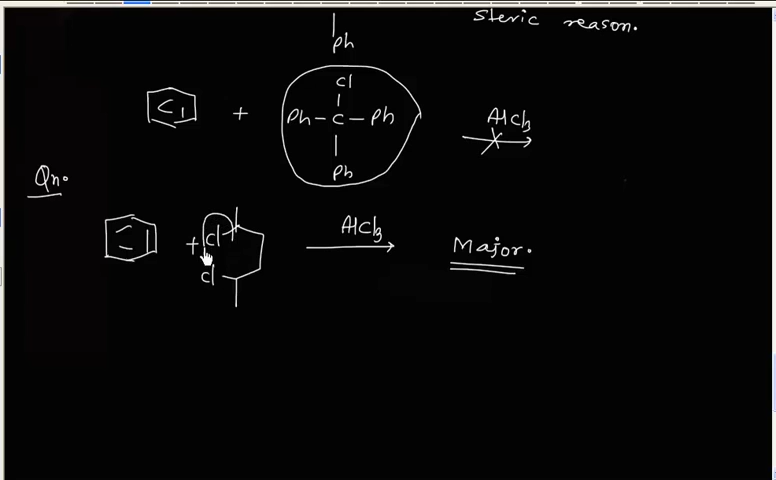 Steric reason.
Ph
Cl
+ Ph-C-Ph AlCl3
Ph
Qn.
+ Cl AlCl3 Major.
Cl